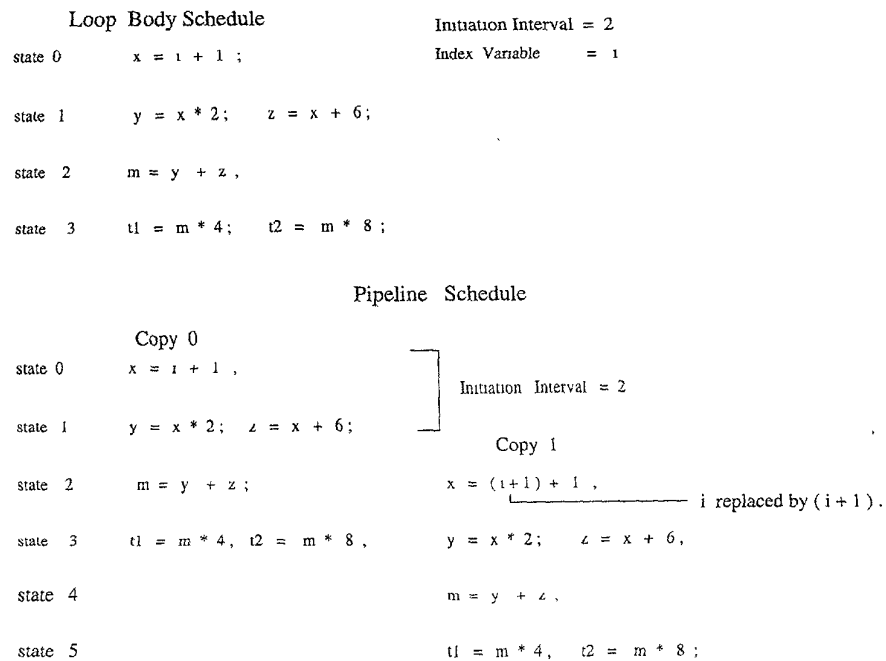 Loop Body Schedule
Initiation Interval = 2
state 0 x = i + 1 ;
Index Variable = i
state 1 y = x * 2; z = x + 6;
state 2 m = y + z ,
state 3 t1 = m * 4; t2 = m * 8 ;
Pipeline Schedule
Copy 0
state 0 x = i + 1 ,
Initiation Interval = 2
state 1 y = x * 2; z = x + 6;
Copy 1
state 2 m = y + z ; x = (i+1) + 1 ,
i replaced by ( i + 1 ) .
state 3 t1 = m * 4, t2 = m * 8 , y = x * 2; z = x + 6,
state 4 m = y + z ,
state 5 t1 = m * 4, t2 = m * 8 ;